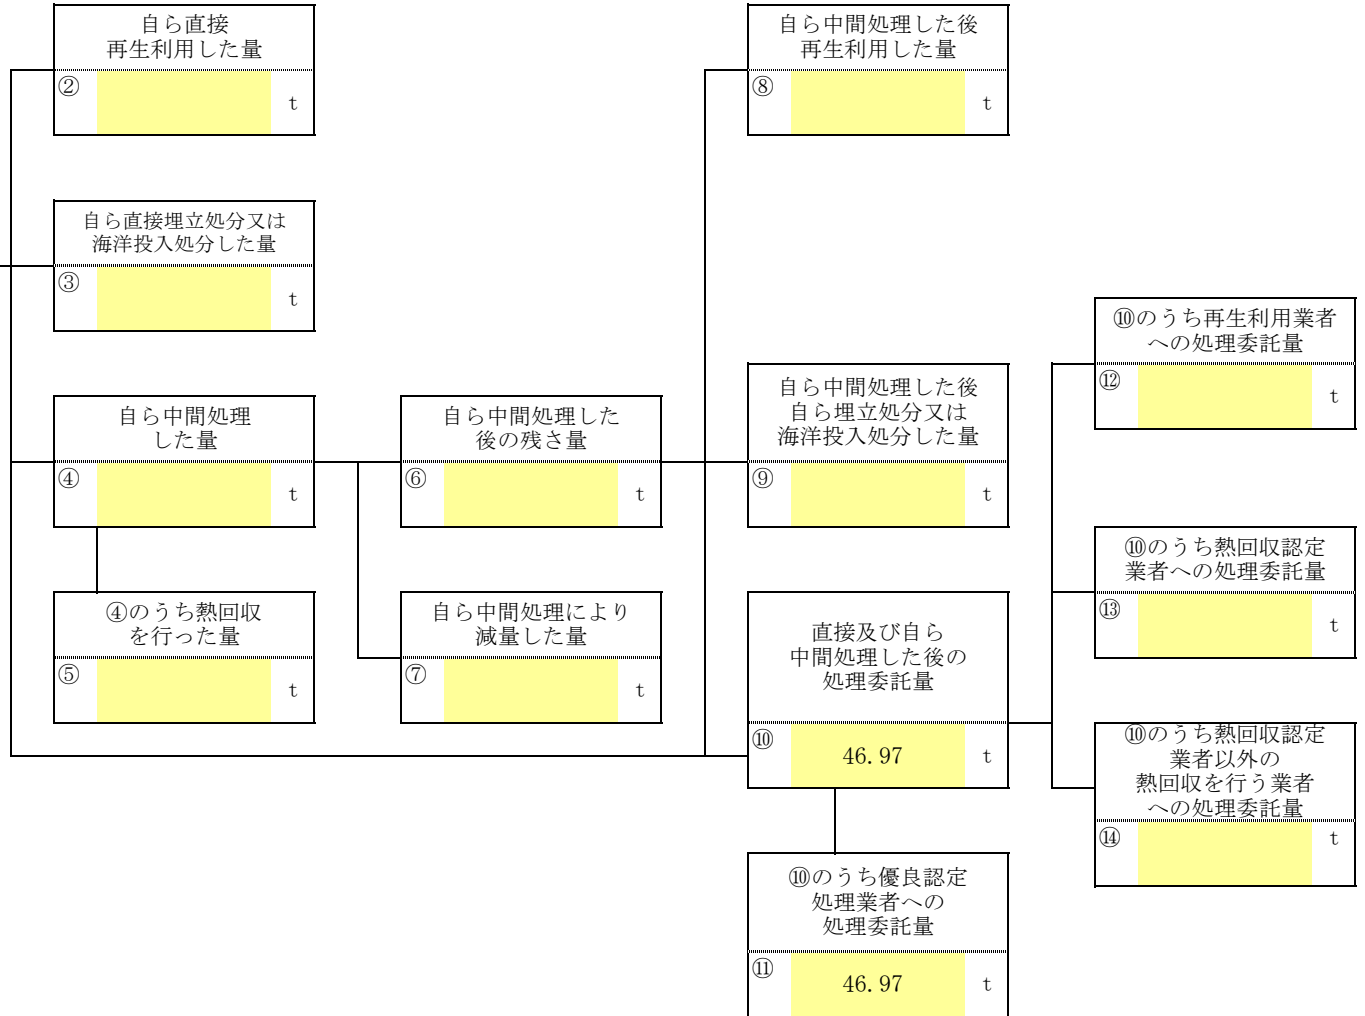 自ら直接
再生利用した量
②
t
自ら中間処理した後
再生利用した量
⑧
t
自ら直接埋立処分又は
海洋投入処分した量
③
t
⑩のうち再生利用業者
への処理委託量
⑫
t
自ら中間処理
した量
④
t
自ら中間処理した
後の残さ量
⑥
t
自ら中間処理した後
自ら埋立処分又は
海洋投入処分した量
⑨
t
⑩のうち熱回収認定
業者への処理委託量
⑬
t
④のうち熱回収
を行った量
⑤
t
自ら中間処理により
減量した量
⑦
t
直接及び自ら
中間処理した後の
処理委託量
⑩
46.97
t
⑩のうち熱回収認定
業者以外の
熱回収を行う業者
への処理委託量
⑭
t
⑩のうち優良認定
処理業者への
処理委託量
⑪
46.97
t